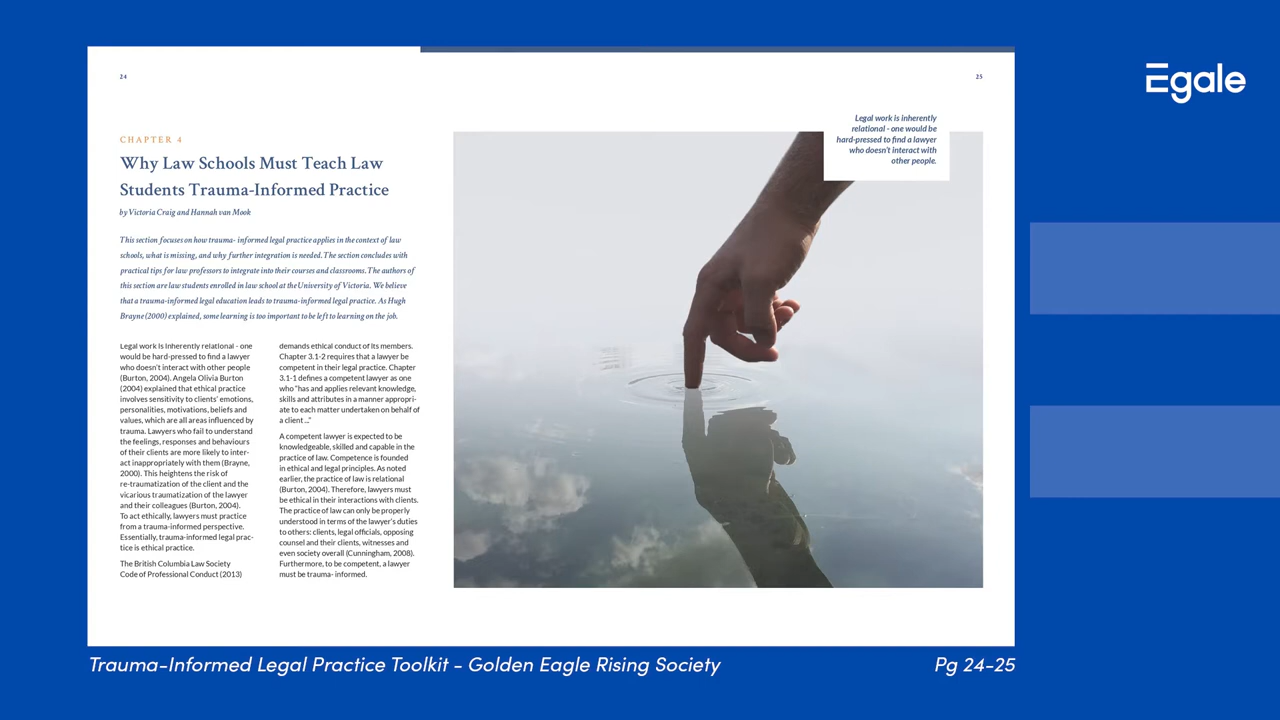 Egale
24
25
CHAPTER 4
Why Law Schools Must Teach Law
Students Trauma-Informed Practice
by Victoria Craig and Hannah van Mook
This section focuses on how trauma- informed legal practice applies in the context of law
schools, what is missing, and why further integration is needed. The section concludes with
practical tips for law professors to integrate into their courses and classrooms. The authors of
this section are law students enrolled in law school at the University of Victoria. We believe
that a trauma-informed legal education leads to trauma-informed legal practice. As Hugh
Brayne (2000) explained, some learning is too important to be left to learning on the job.
Legal work is inherently relational - one
would be hard-pressed to find a lawyer
who doesn't interact with other people
(Burton, 2004). Angela Olivia Burton
(2004) explained that ethical practice
involves sensitivity to clients' emotions,
personalities, motivations, beliefs and
values, which are all areas influenced by
trauma. Lawyers who fail to understand
the feelings, responses and behaviours
of their clients are more likely to inter-
act inappropriately with them (Brayne,
2000). This heightens the risk of
re-traumatization of the client and the
vicarious traumatization of the lawyer
and their colleagues (Burton, 2004).
To act ethically, lawyers must practice
from a trauma-informed perspective.
Essentially, trauma-informed legal prac-
tice is ethical practice.
The British Columbia Law Society
Code of Professional Conduct (2013)
demands ethical conduct of its members.
Chapter 3.1-2 requires that a lawyer be
competent in their legal practice. Chapter
3.1-1 defines a competent lawyer as one
who "has and applies relevant knowledge,
skills and attributes in a manner appropri-
ate to each matter undertaken on behalf of
a client ..."
A competent lawyer is expected to be
knowledgeable, skilled and capable in the
practice of law. Competence is founded
in ethical and legal principles. As noted
earlier, the practice of law is relational
(Burton, 2004). Therefore, lawyers must
be ethical in their interactions with clients.
The practice of law can only be properly
understood in terms of the lawyer's duties
to others: clients, legal officials, opposing
counsel and their clients, witnesses and
even society overall (Cunningham, 2008).
Furthermore, to be competent, a lawyer
must be trauma- informed.
Legal work is inherently
relational - one would be
hard-pressed to find a lawyer
who doesn't interact with
other people.
Trauma-Informed Legal Practice Toolkit - Golden Eagle Rising Society
Pg 24-25